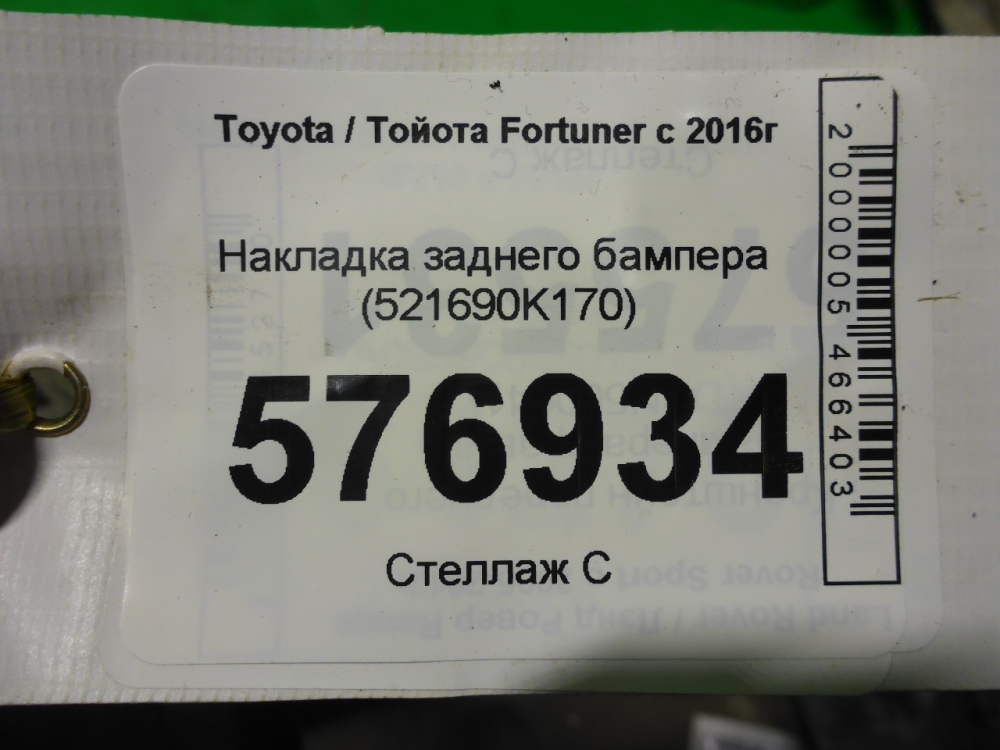 Toyota / Тойота Fortuner с 2016г
Накладка заднего бампера
(521690K170)
576934
Стеллаж С
2000005466403